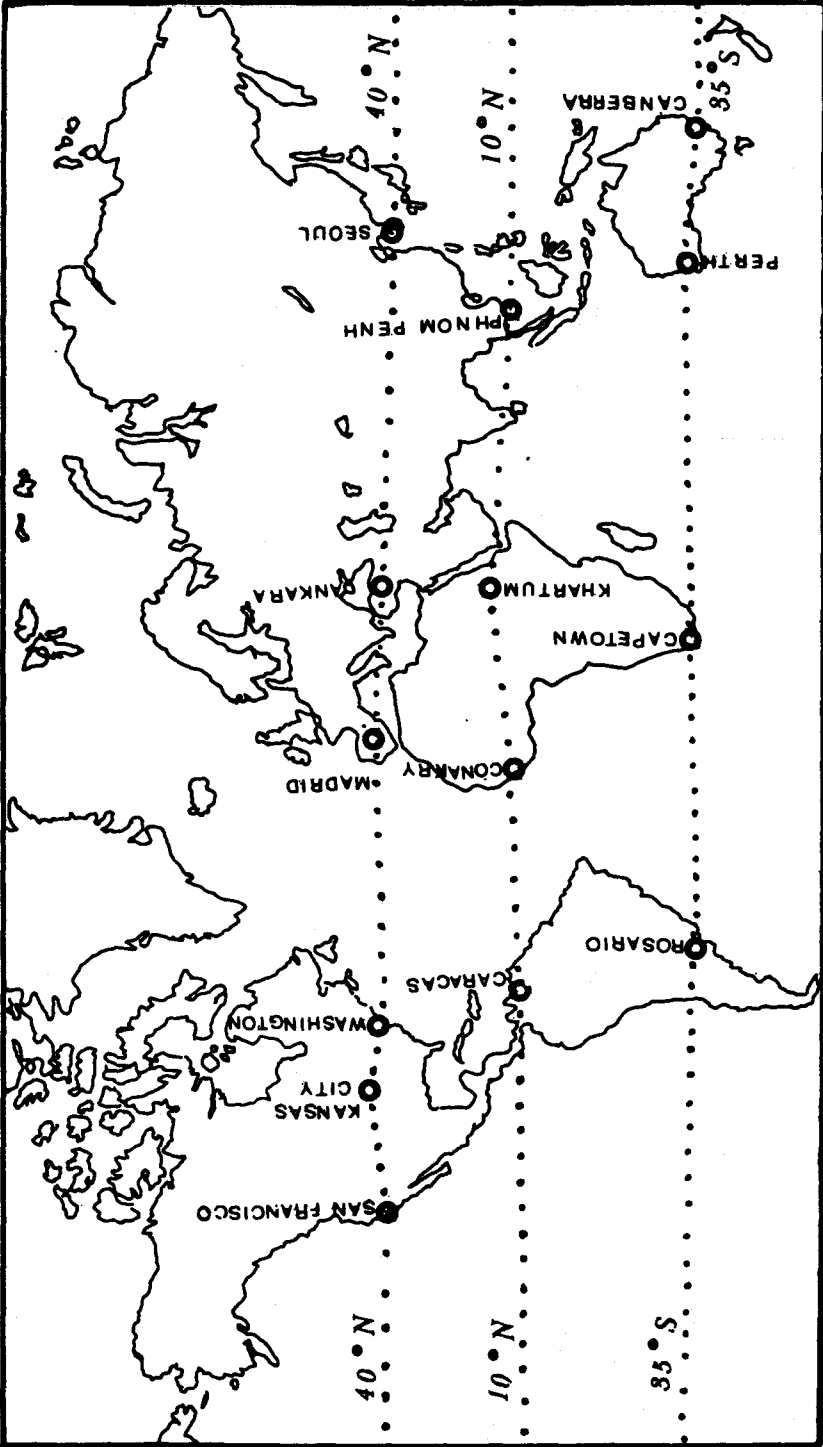 40°N
10°N
35°S
CANBERRA
SEOUL
PERTH
PHNOM PENH
ANKARA
KHARTUM
CAPETOWN
MADRID
CONAKRY
ROSARIO
CARACAS
WASHINGTON
KANSAS
CITY
SAN FRANCISCO
40°N
10°N
35°S